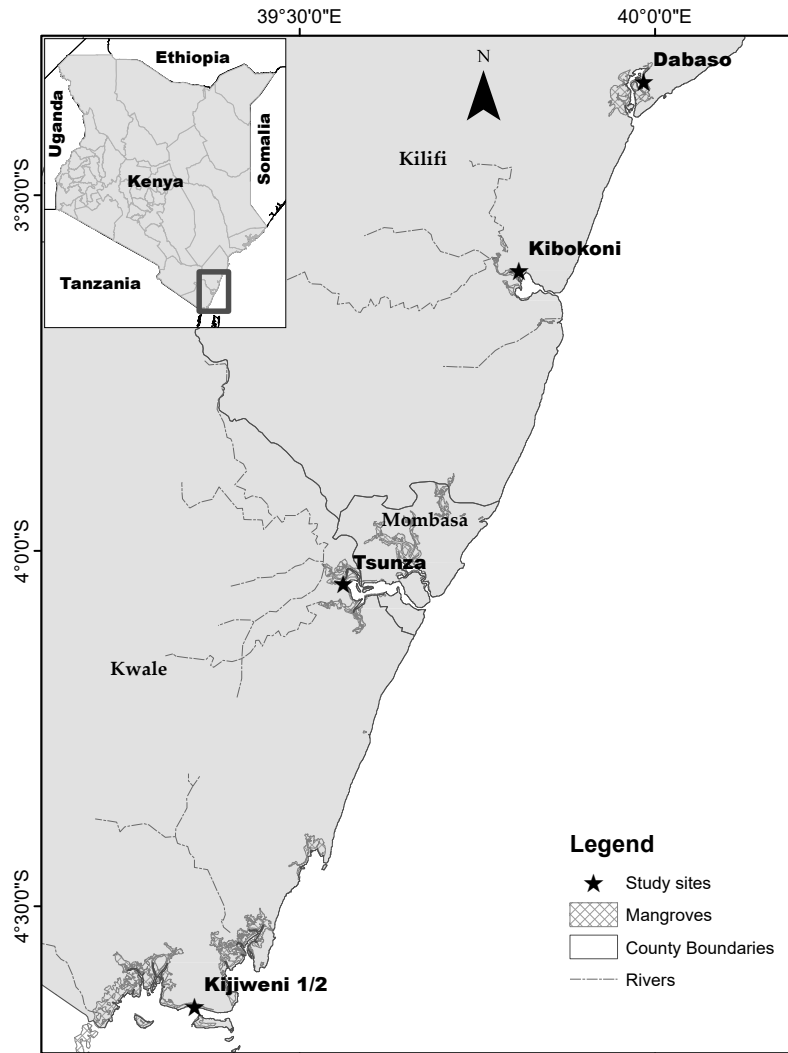 39°30'0"E
40°0'0"E
Ethiopia
Uganda
Somalia
Kenya
Tanzania
N
Dabaso
Kilifi
3°30'0"S
Kibokoni
Mombasa
4°0'0"S
Tsunza
Kwale
4°30'0"S
Kijiweni 1/2
Legend
Study sites
Mangroves
County Boundaries
Rivers